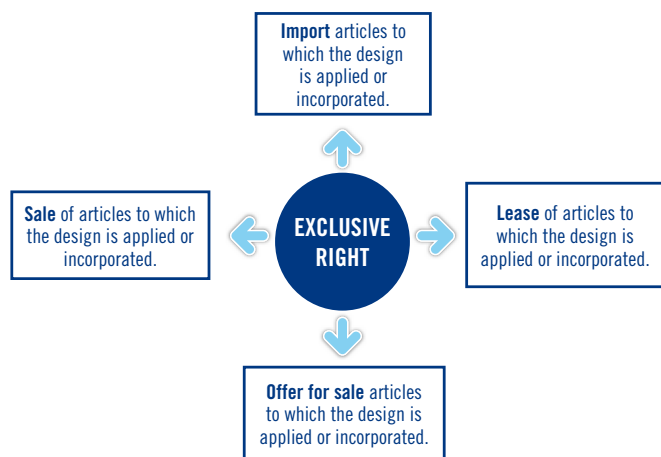 Import articles to
which the design
is applied or
incorporated.
Sale of articles to which
the design is applied or
incorporated.
EXCLUSIVE
RIGHT
Lease of articles to
which the design is
applied or incorporated.
Offer for sale articles
to which the design is
applied or incorporated.